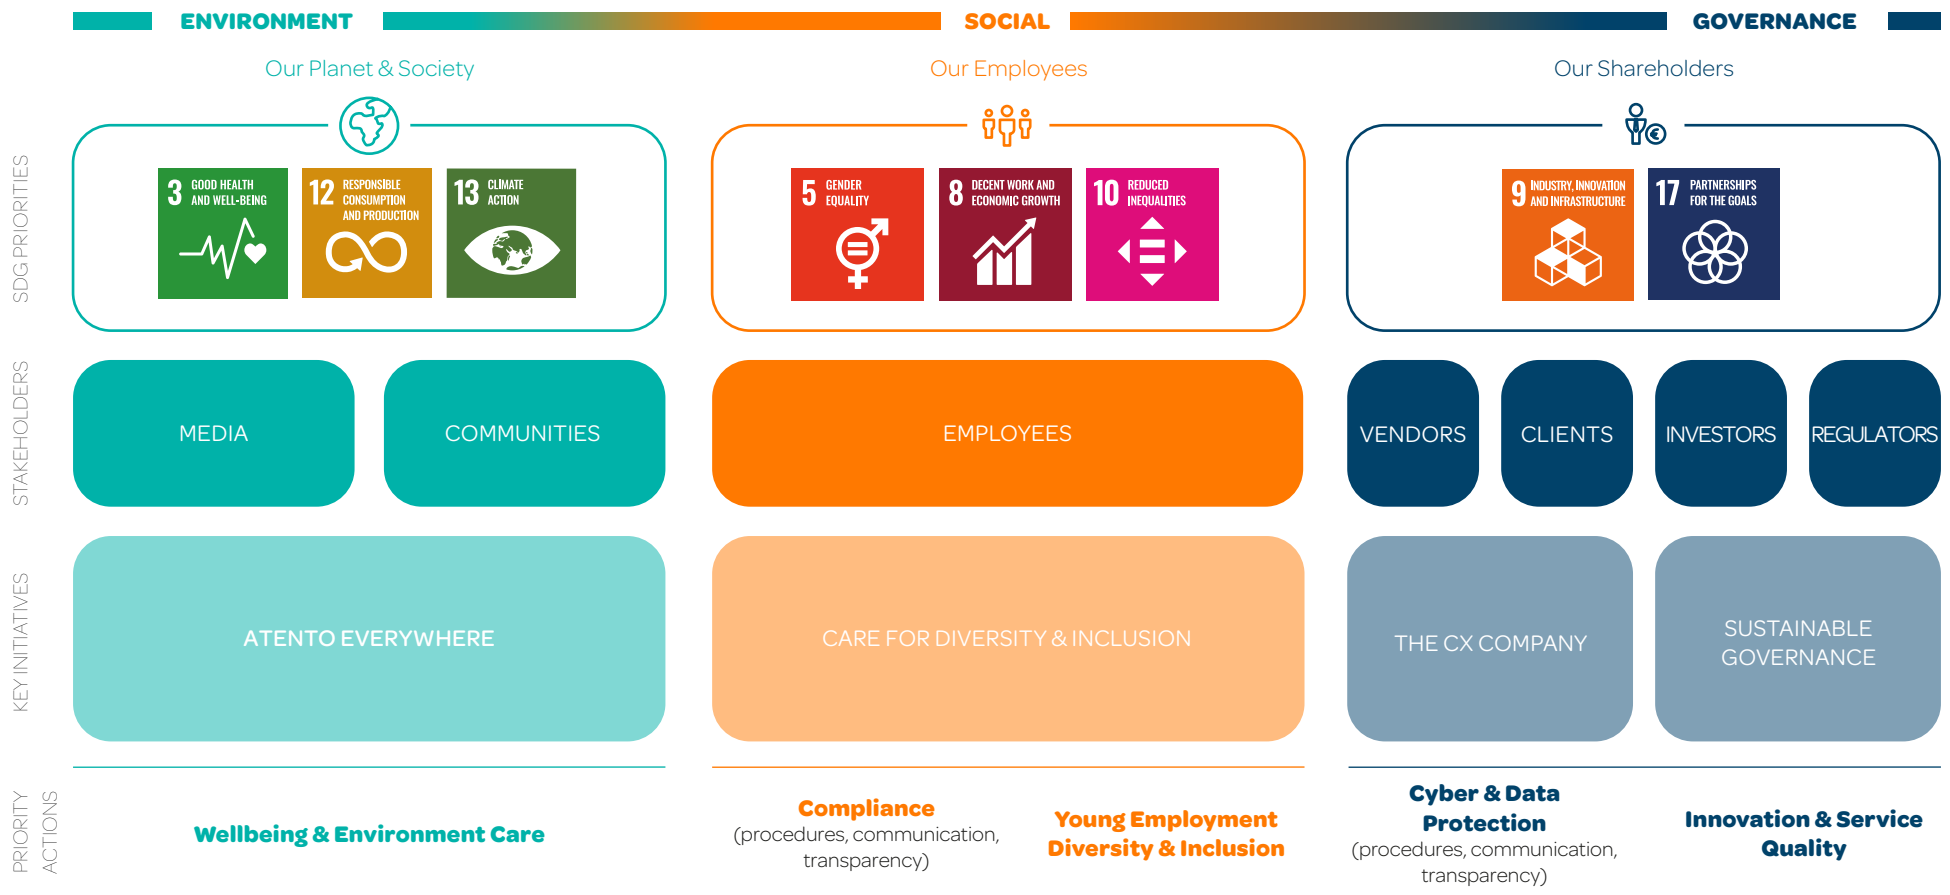 ENVIRONMENT
SOCIAL
GOVERNANCE
Our Planet & Society
Our Employees
Our Shareholders
SDG PRIORITIES
3 GOOD HEALTH
AND WELL-BEING
12 RESPONSIBLE
CONSUMPTION
AND PRODUCTION
13 CLIMATE
ACTION
5 GENDER
EQUALITY
8 DECENT WORK AND
ECONOMIC GROWTH
10 REDUCED
INEQUALITIES
9 INDUSTRY, INNOVATION
AND INFRASTRUCTURE
17 PARTNERSHIPS
FOR THE GOALS
STAKEHOLDERS
MEDIA
COMMUNITIES
EMPLOYEES
VENDORS
CLIENTS
INVESTORS
REGULATORS
KEY INITIATIVES
ATENTO EVERYWHERE
CARE FOR DIVERSITY & INCLUSION
THE CX COMPANY
SUSTAINABLE
GOVERNANCE
PRIORITY
ACTIONS
Wellbeing & Environment Care
Compliance
(procedures, communication,
transparency)
Young Employment
Diversity & Inclusion
Cyber & Data
Protection
(procedures, communication,
transparency)
Innovation & Service
Quality